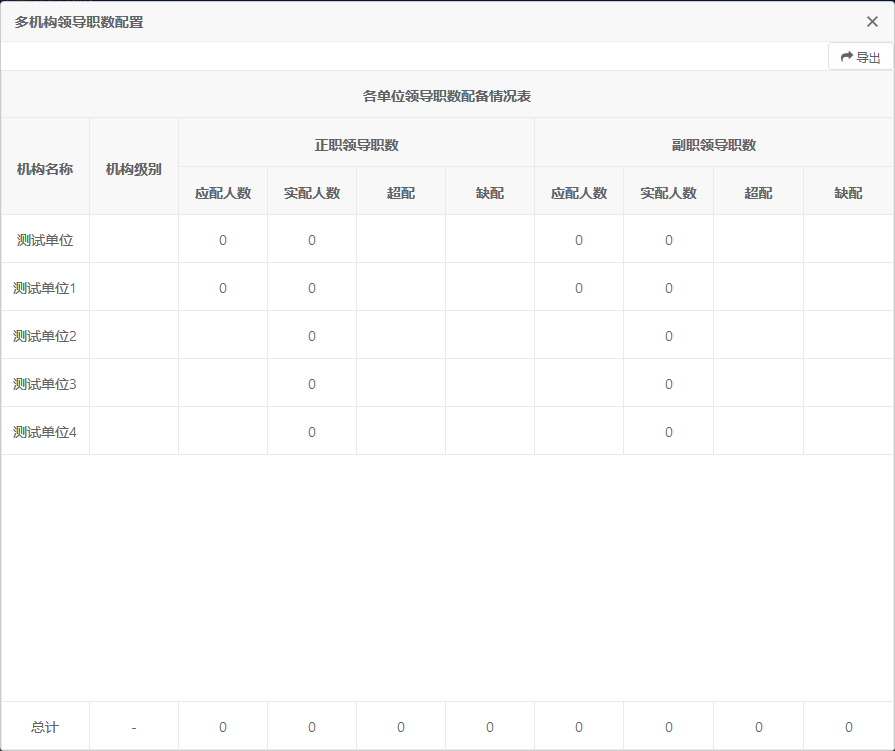 多机构领导职数配置
导出
各单位领导职数配备情况表
机构名称 机构级别 正职领导职数 副职领导职数
应配人数 实配人数 超配 缺配 应配人数 实配人数 超配 缺配
测试单位 0 0 0 0
测试单位1 0 0 0 0
测试单位2 0 0
测试单位3 0 0
测试单位4 0 0
总计 - 0 0 0 0 0 0 0 0